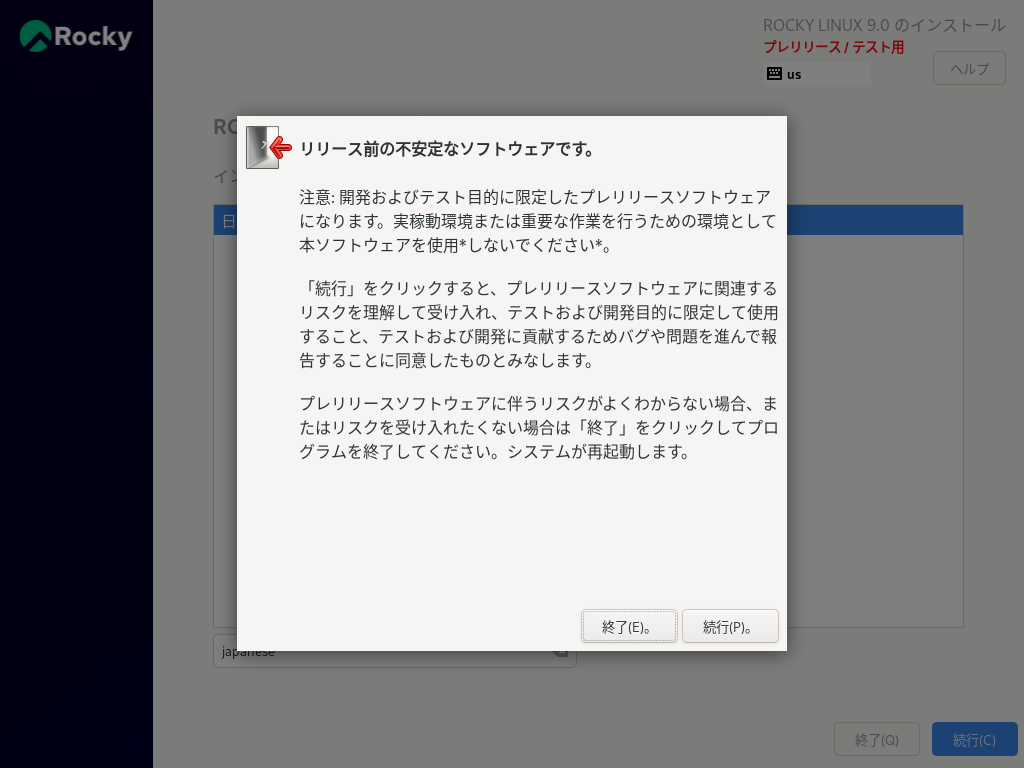 Rocky
ROCKY LINUX 9.0 のインストール
プレリリース / テスト用
us
ヘルプ
RO
イン
日
リリース前の不安定なソフトウェアです。
注意: 開発およびテスト目的に限定したプレリリースソフトウェア
になります。実稼動環境または重要な作業を行うための環境として
本ソフトウェアを使用*しないでください*。
「続行」をクリックすると、プレリリースソフトウェアに関連する
リスクを理解して受け入れ、テストおよび開発目的に限定して使用
すること、テストおよび開発に貢献するためバグや問題を進んで報
告することに同意したものとみなします。
プレリリースソフトウェアに伴うリスクがよくわからない場合、ま
たはリスクを受け入れたくない場合は「終了」をクリックしてプロ
グラムを終了してください。システムが再起動します。
終了(E)。
続行(P)。
japanese
終了(Q)
続行(C)